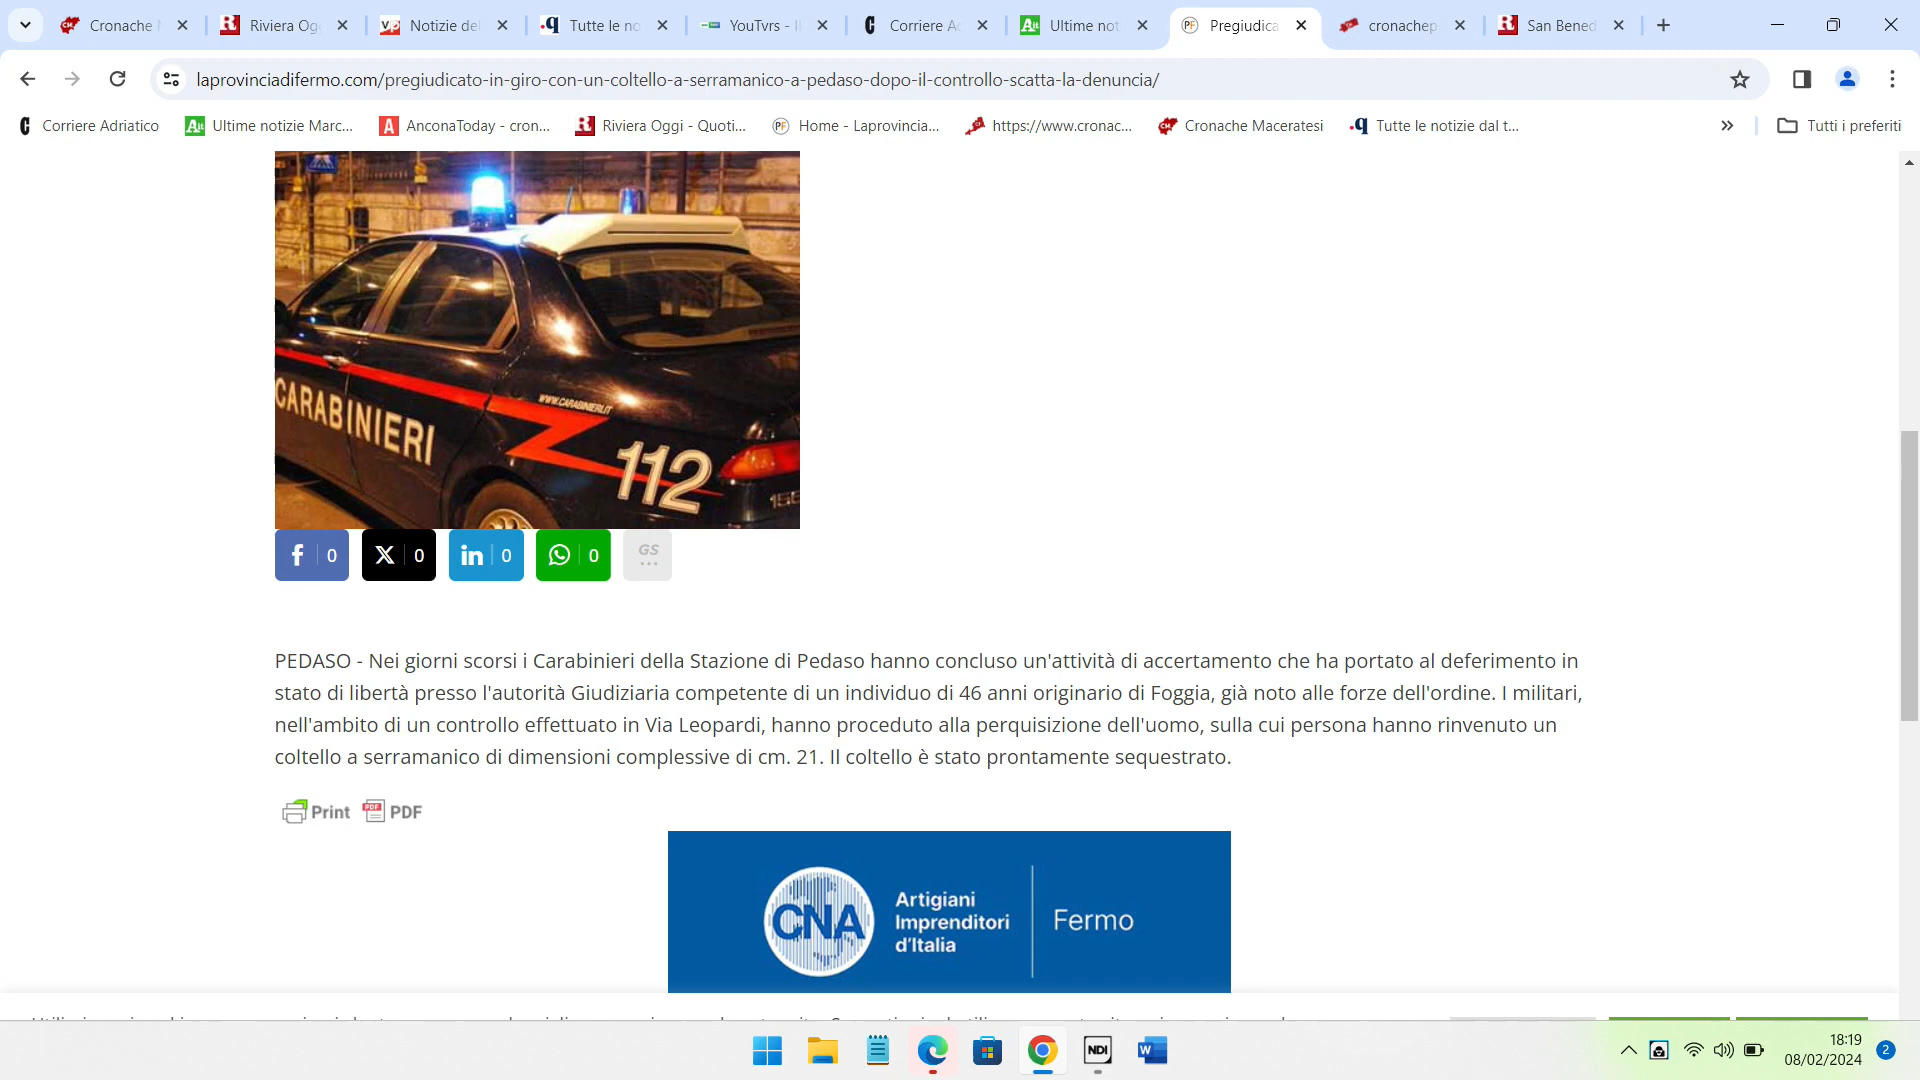 Cronache
Riviera Og
Notizie del
Tutte le no
YouTvrs - Il
Corriere A
Ultime not
Pregiudica
cronachep
San Bened
laprovinciadifermo.com/pregiudicato-in-giro-con-un-coltello-a-serramanico-a-pedaso-dopo-il-controllo-scatta-la-denuncia/
Corriere Adriatico
Ultime notizie Marc...
AnconaToday - cron...
Riviera Oggi - Quoti...
Home - Laprovincia...
https://www.cronac...
Cronache Maceratesi
Tutte le notizie dal t...
Tutti i preferiti
WWW.CARABINIERI.IT
CARABINIERI
112
0
0
0
0
GS
PEDASO - Nei giorni scorsi i Carabinieri della Stazione di Pedaso hanno concluso un'attività di accertamento che ha portato al deferimento in
stato di libertà presso l'autorità Giudiziaria competente di un individuo di 46 anni originario di Foggia, già noto alle forze dell'ordine. I militari,
nell'ambito di un controllo effettuato in Via Leopardi, hanno proceduto alla perquisizione dell'uomo, sulla cui persona hanno rinvenuto un
coltello a serramanico di dimensioni complessive di cm. 21. Il coltello è stato prontamente sequestrato.
Print PDF
CNA
Artigiani
Imprenditori
d'Italia
Fermo
NDI
18:19
08/02/2024
2